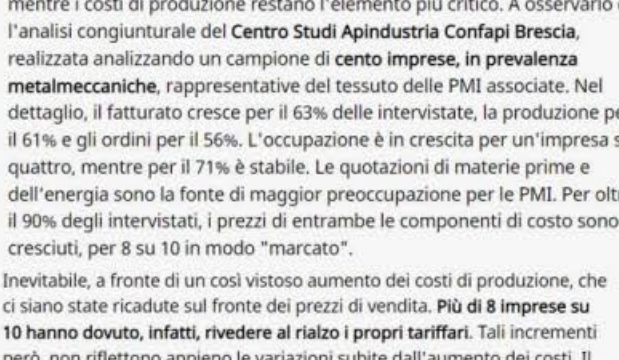 mentre i costi di produzione restano l'elemento più critico. A osservarlo
l'analisi congiunturale del Centro Studi Apindustria Confapi Brescia,
realizzata analizzando un campione di cento imprese, in prevalenza
metalmeccaniche, rappresentative del tessuto delle PMI associate. Nel
dettaglio, il fatturato cresce per il 63% delle intervistate, la produzione
il 61% e gli ordini per il 56%. L'occupazione è in crescita per un'impresa
quattro, mentre per il 71% è stabile. Le quotazioni di materie prime e
dell'energia sono la fonte di maggior preoccupazione per le PMI. Per
il 90% degli intervistati, i prezzi di entrambe le componenti di costo sono
cresciuti, per 8 su 10 in modo "marcato".
Inevitabile, a fronte di un così vistoso aumento dei costi di produzione, che
ci siano state ricadute sul fronte dei prezzi di vendita. Più di 8 imprese su
10 hanno dovuto, infatti, rivedere al rialzo i propri tariffari. Tali incrementi
però, non riflettono appieno le variazioni subite dall'aumento dei costi. Il